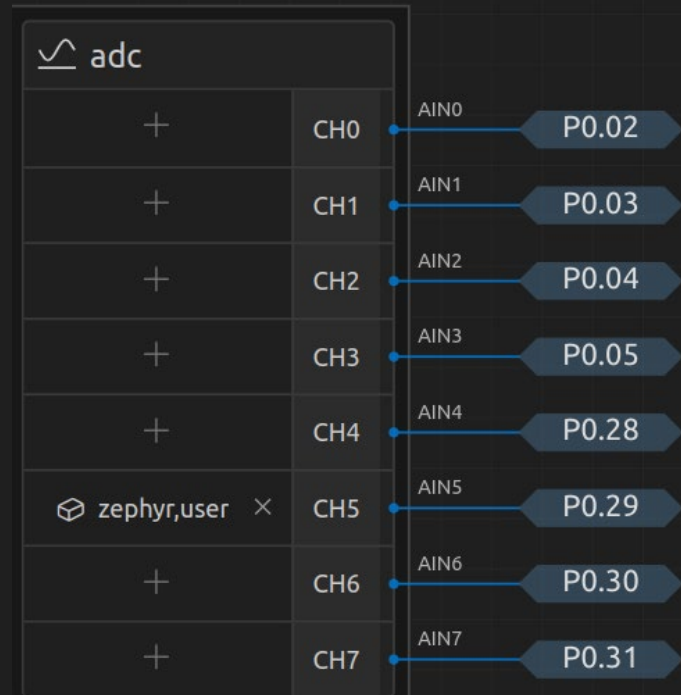 adc
CH0 AIN0 P0.02
CH1 AIN1 P0.03
CH2 AIN2 P0.04
CH3 AIN3 P0.05
CH4 AIN4 P0.28
zephyr,user CH5 AIN5 P0.29
CH6 AIN6 P0.30
CH7 AIN7 P0.31